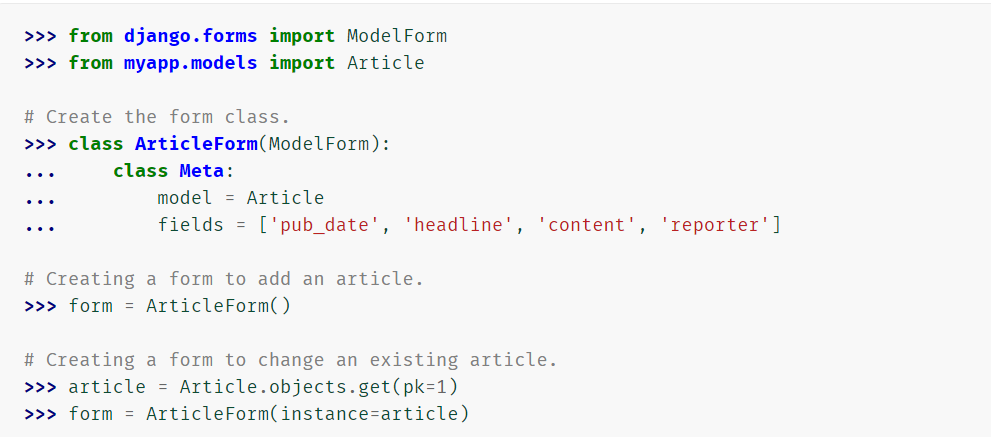 >>> from django.forms import ModelForm
>>> from myapp.models import Article

# Create the form class.
>>> class ArticleForm(ModelForm):
...     class Meta:
...         model = Article
...         fields = ['pub_date', 'headline', 'content', 'reporter']

# Creating a form to add an article.
>>> form = ArticleForm()

# Creating a form to change an existing article.
>>> article = Article.objects.get(pk=1)
>>> form = ArticleForm(instance=article)